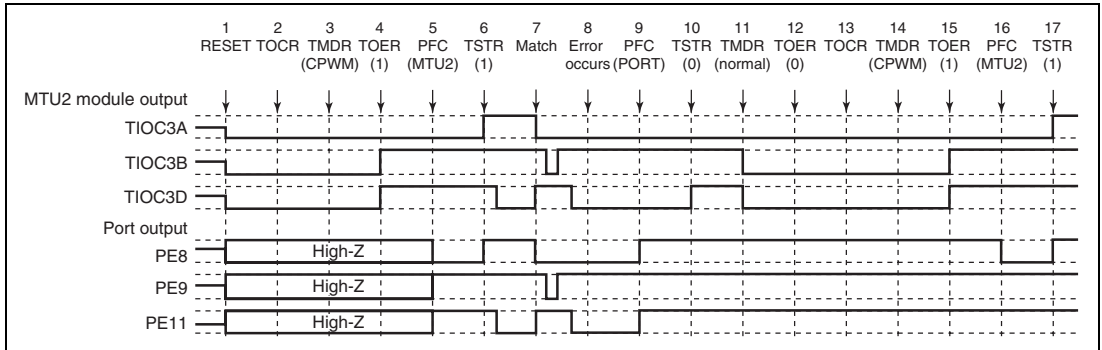 1 2 3 4 5 6 7 8 9 10 11 12 13 14 15 16 17
RESET TOCR TMDR TOER PFC TSTR Match Error PFC TSTR TMDR TOER TOCR TMDR TOER PFC TSTR
(CPWM) (1) (MTU2) (1) occurs (PORT) (0) (normal) (0) (CPWM) (1) (MTU2) (1)
MTU2 module output
TIOC3A
TIOC3B
TIOC3D
Port output
PE8 High-Z
PE9 High-Z
PE11 High-Z